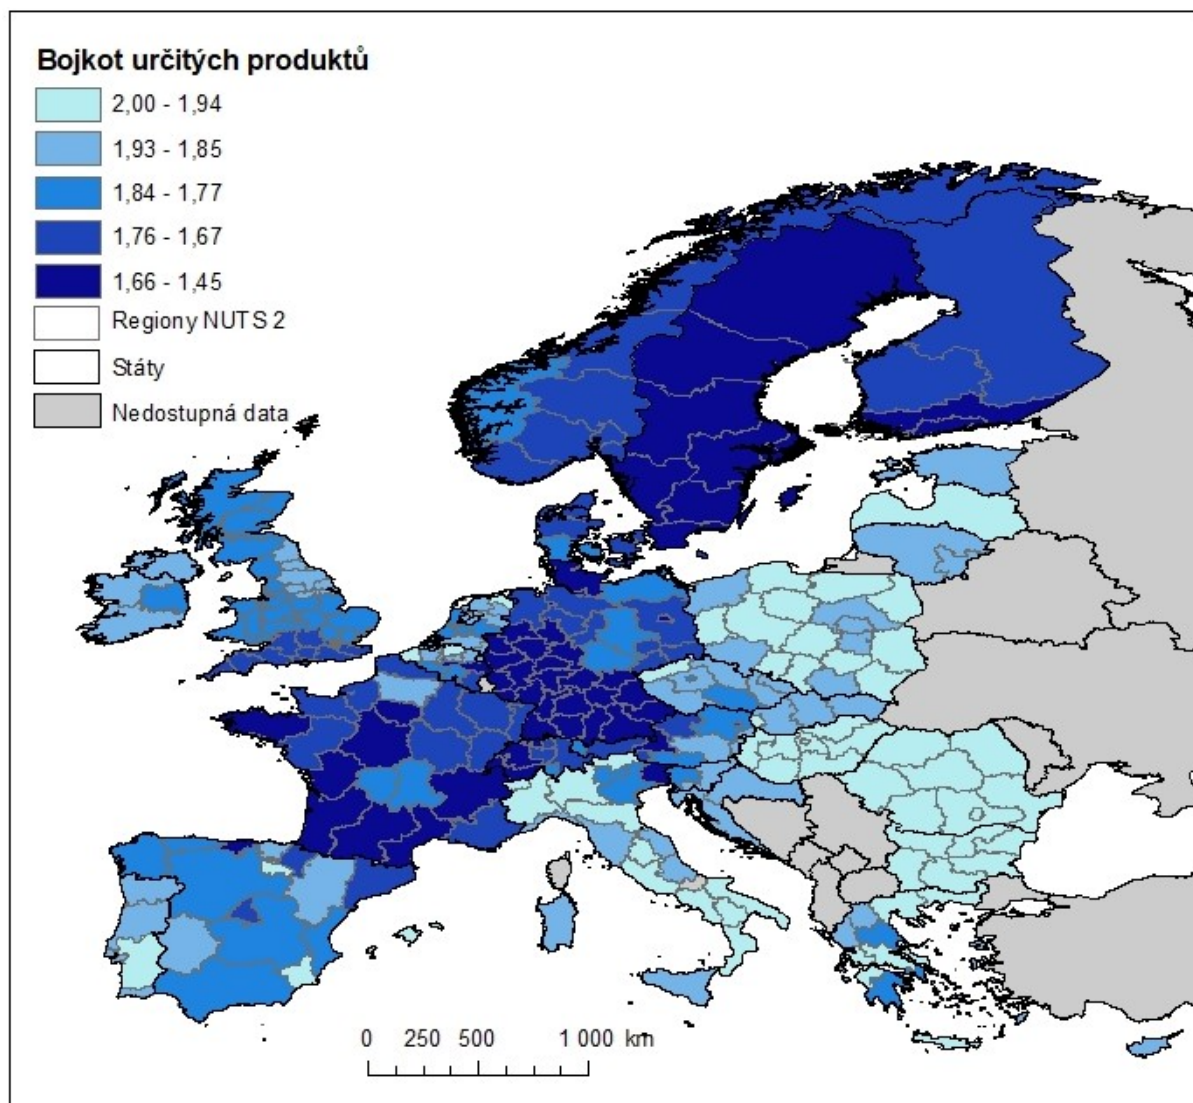 Bojkot určitých produktů
2,00 - 1,94
1,93 - 1,85
1,84 - 1,77
1,76 - 1,67
1,66 - 1,45
Regiony NUTS 2
Státy
Nedostupná data
0 250 500 1 000 km